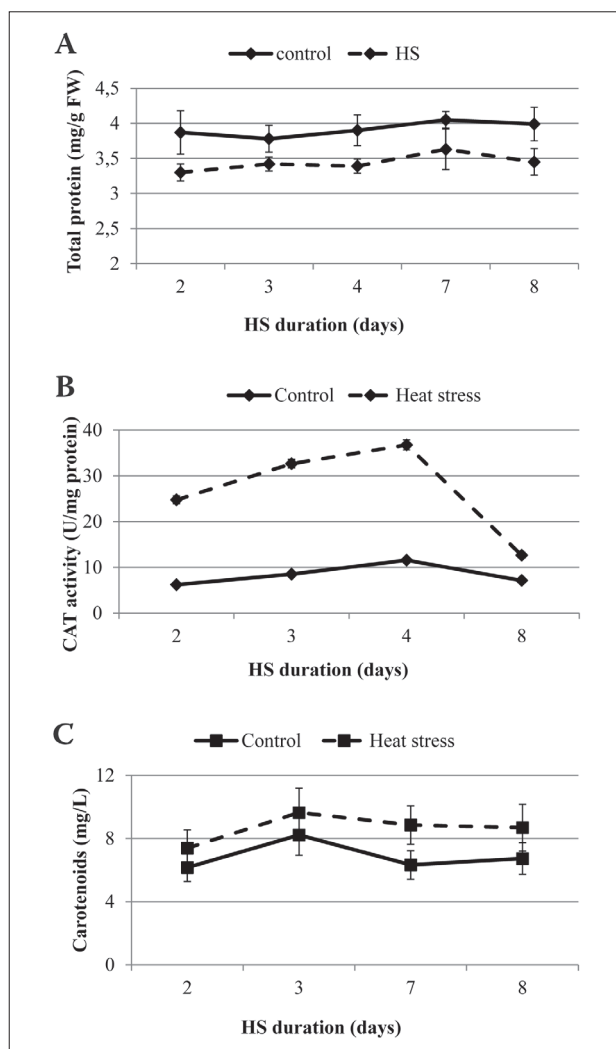 A
control HS
Total protein (mg/g FW)
4,5
4
3,5
3
2,5
2
2 3 4 7 8
HS duration (days)
B
Control Heat stress
CAT activity (U/mg protein)
40
30
20
10
0
2 3 4 8
HS duration (days)
C
Control Heat stress
Carotenoids (mg/L)
12
8
4
0
2 3 7 8
HS duration (days)